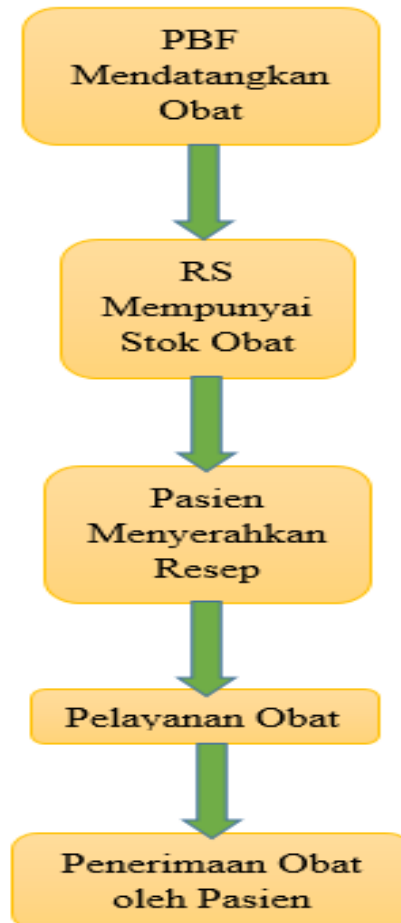 PBF
Mendatangkan
Obat
RS
Mempunyai
Stok Obat
Pasien
Menyerahkan
Resep
Pelayanan Obat
Penerimaan Obat
oleh Pasien